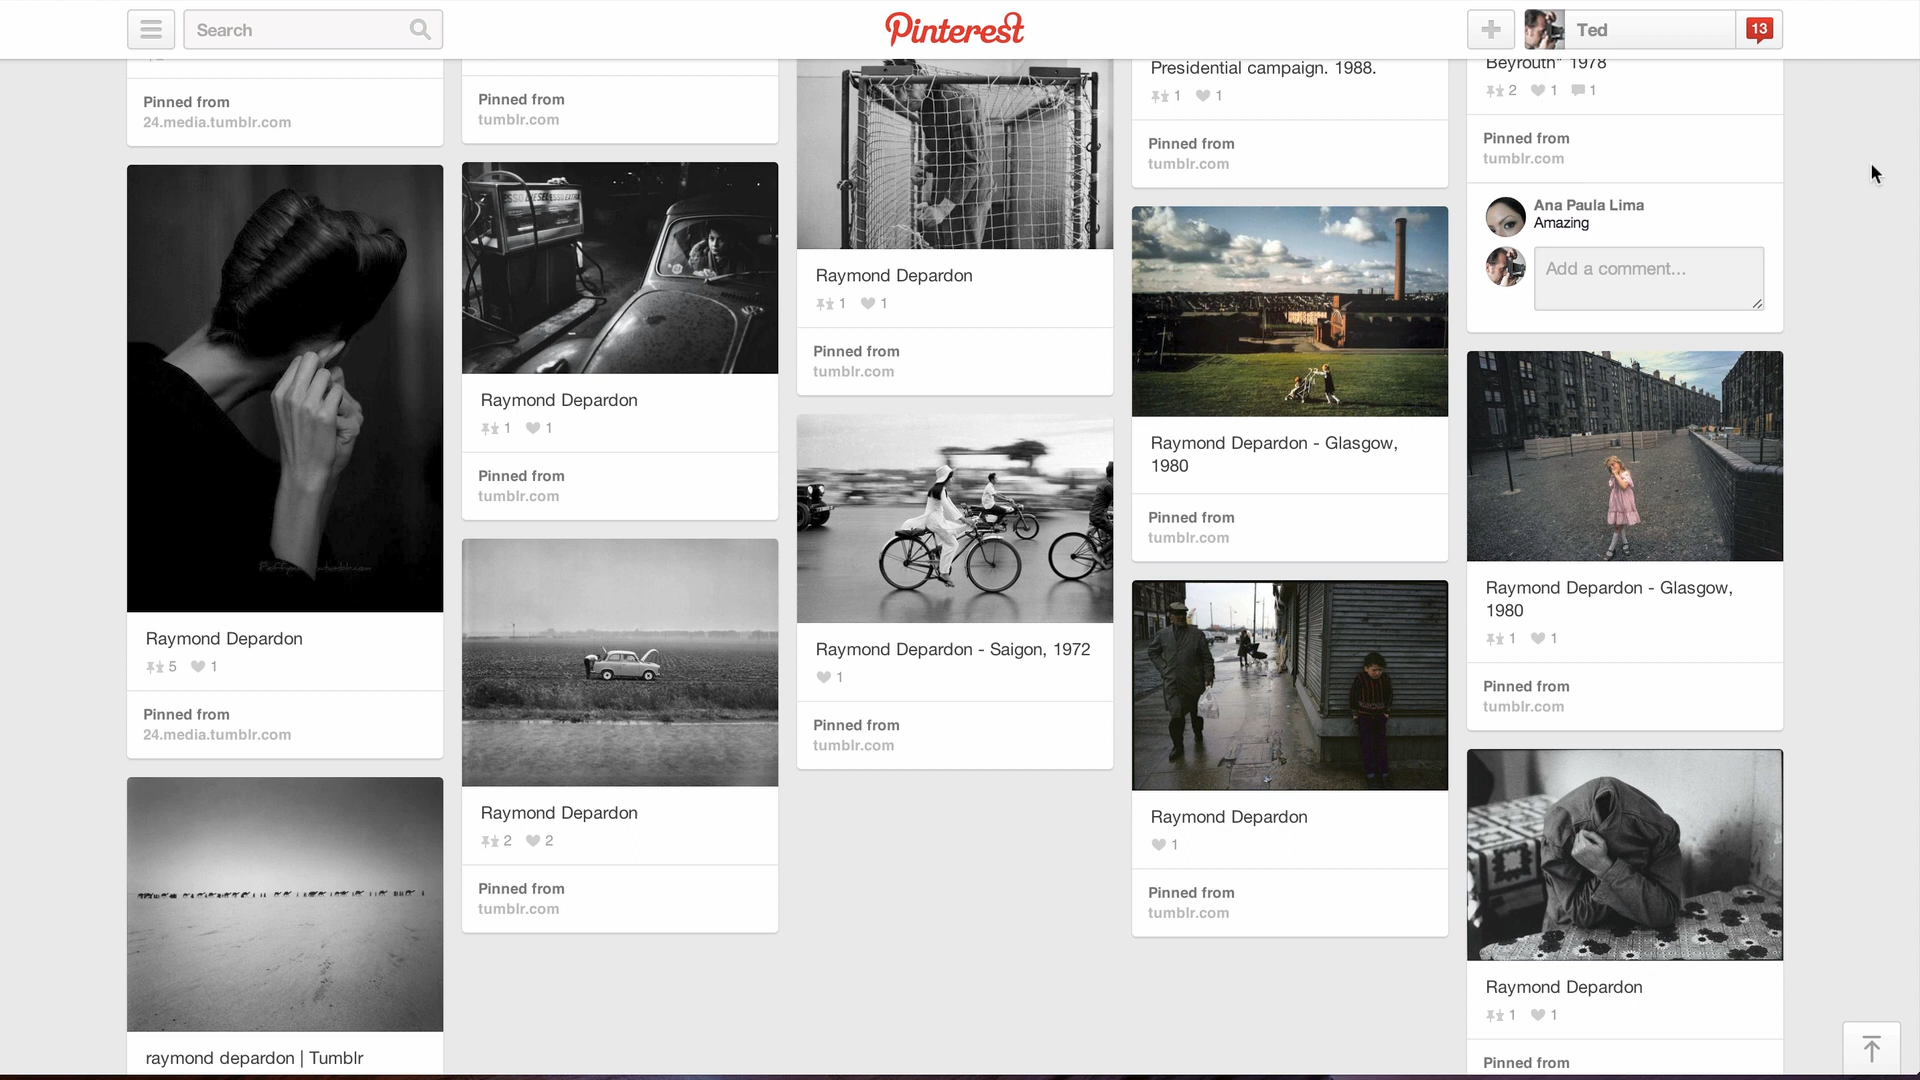 Search
Pinterest
Ted
13
Pinned from
24.media.tumblr.com
Raymond Depardon
5 1
Pinned from
24.media.tumblr.com
raymond depardon | Tumblr
Pinned from
tumblr.com
Raymond Depardon
1 1
Pinned from
tumblr.com
Raymond Depardon
2 2
Pinned from
tumblr.com
Raymond Depardon
1 1
Pinned from
tumblr.com
Raymond Depardon - Saigon, 1972
1
Pinned from
tumblr.com
Presidential campaign. 1988.
1 1
Pinned from
tumblr.com
Raymond Depardon - Glasgow,
1980
Pinned from
tumblr.com
Raymond Depardon
1
Pinned from
tumblr.com
Beyrouth" 1978
2 1 1
Pinned from
tumblr.com
Ana Paula Lima
Amazing
Add a comment...
Raymond Depardon - Glasgow,
1980
1 1
Pinned from
tumblr.com
Raymond Depardon
1 1
Pinned from